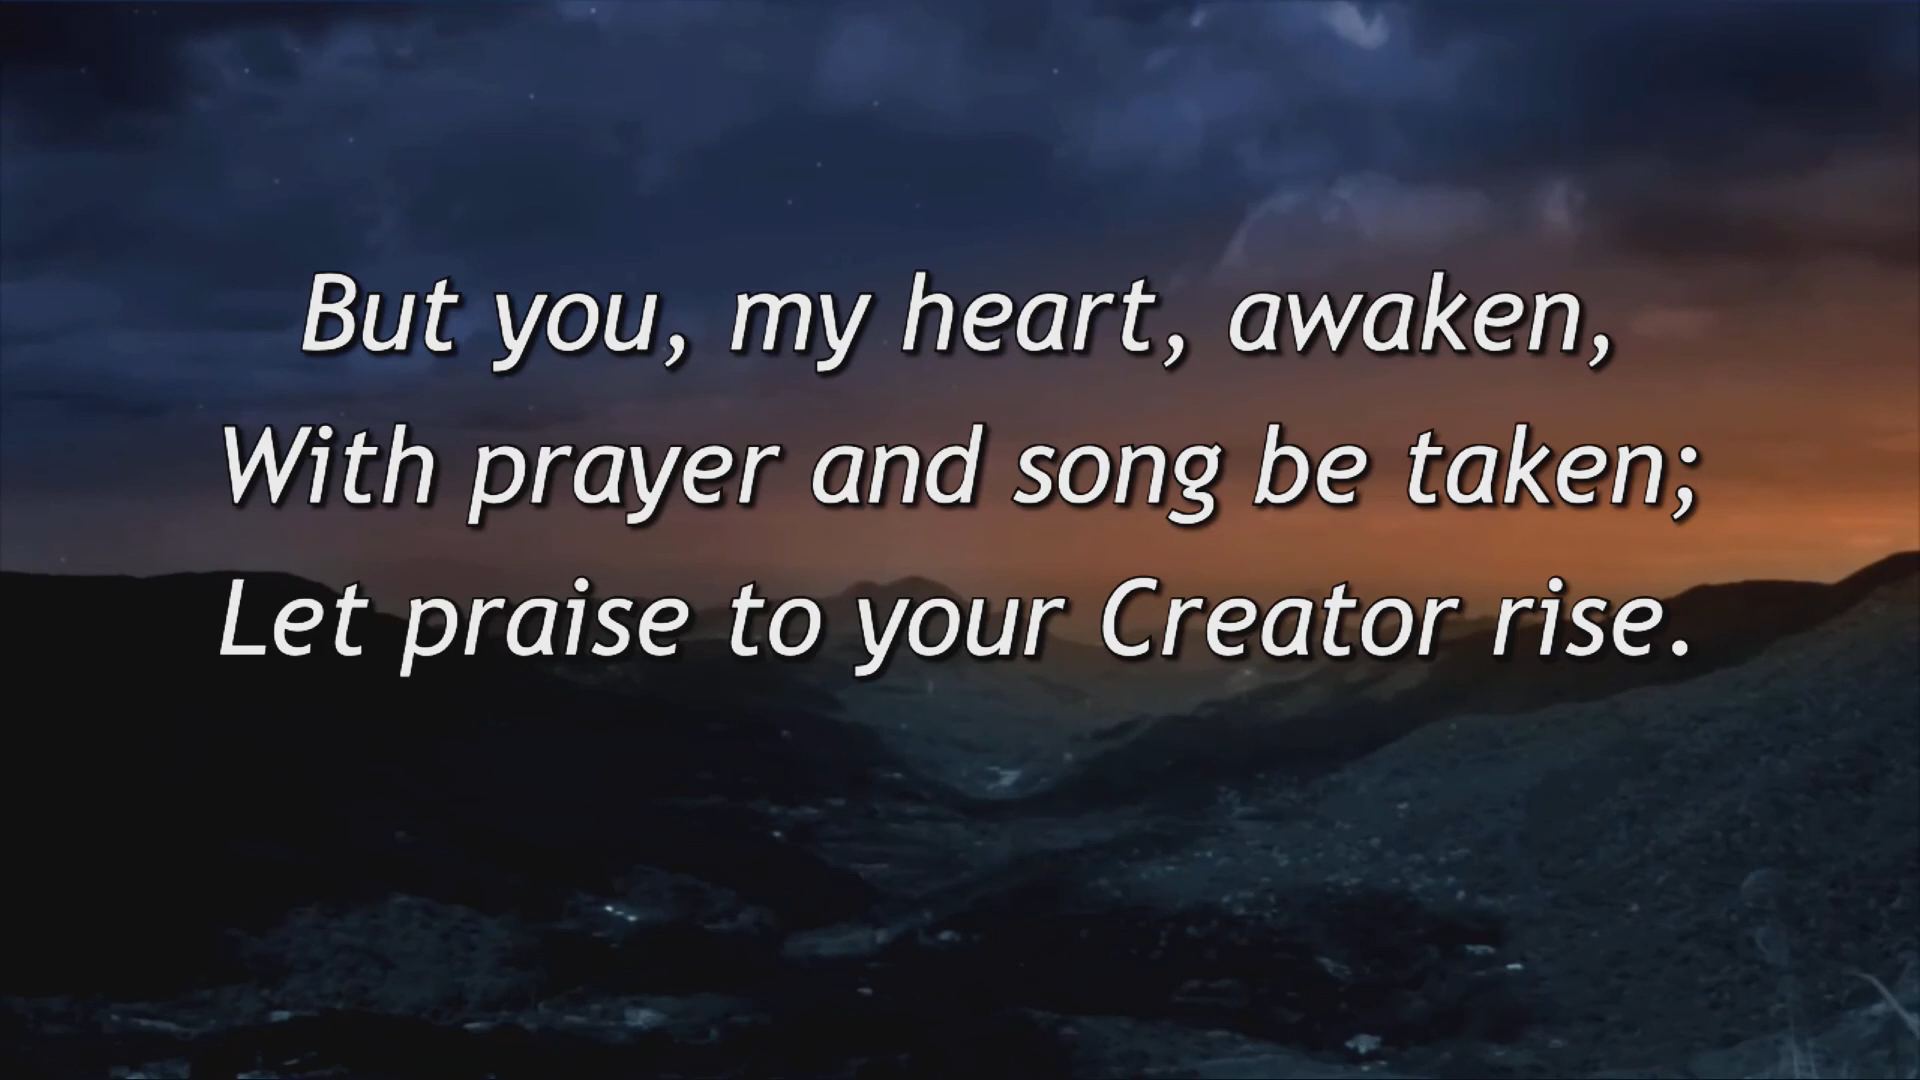 But you, my heart, awaken,
With prayer and song be taken;
Let praise to your Creator rise.